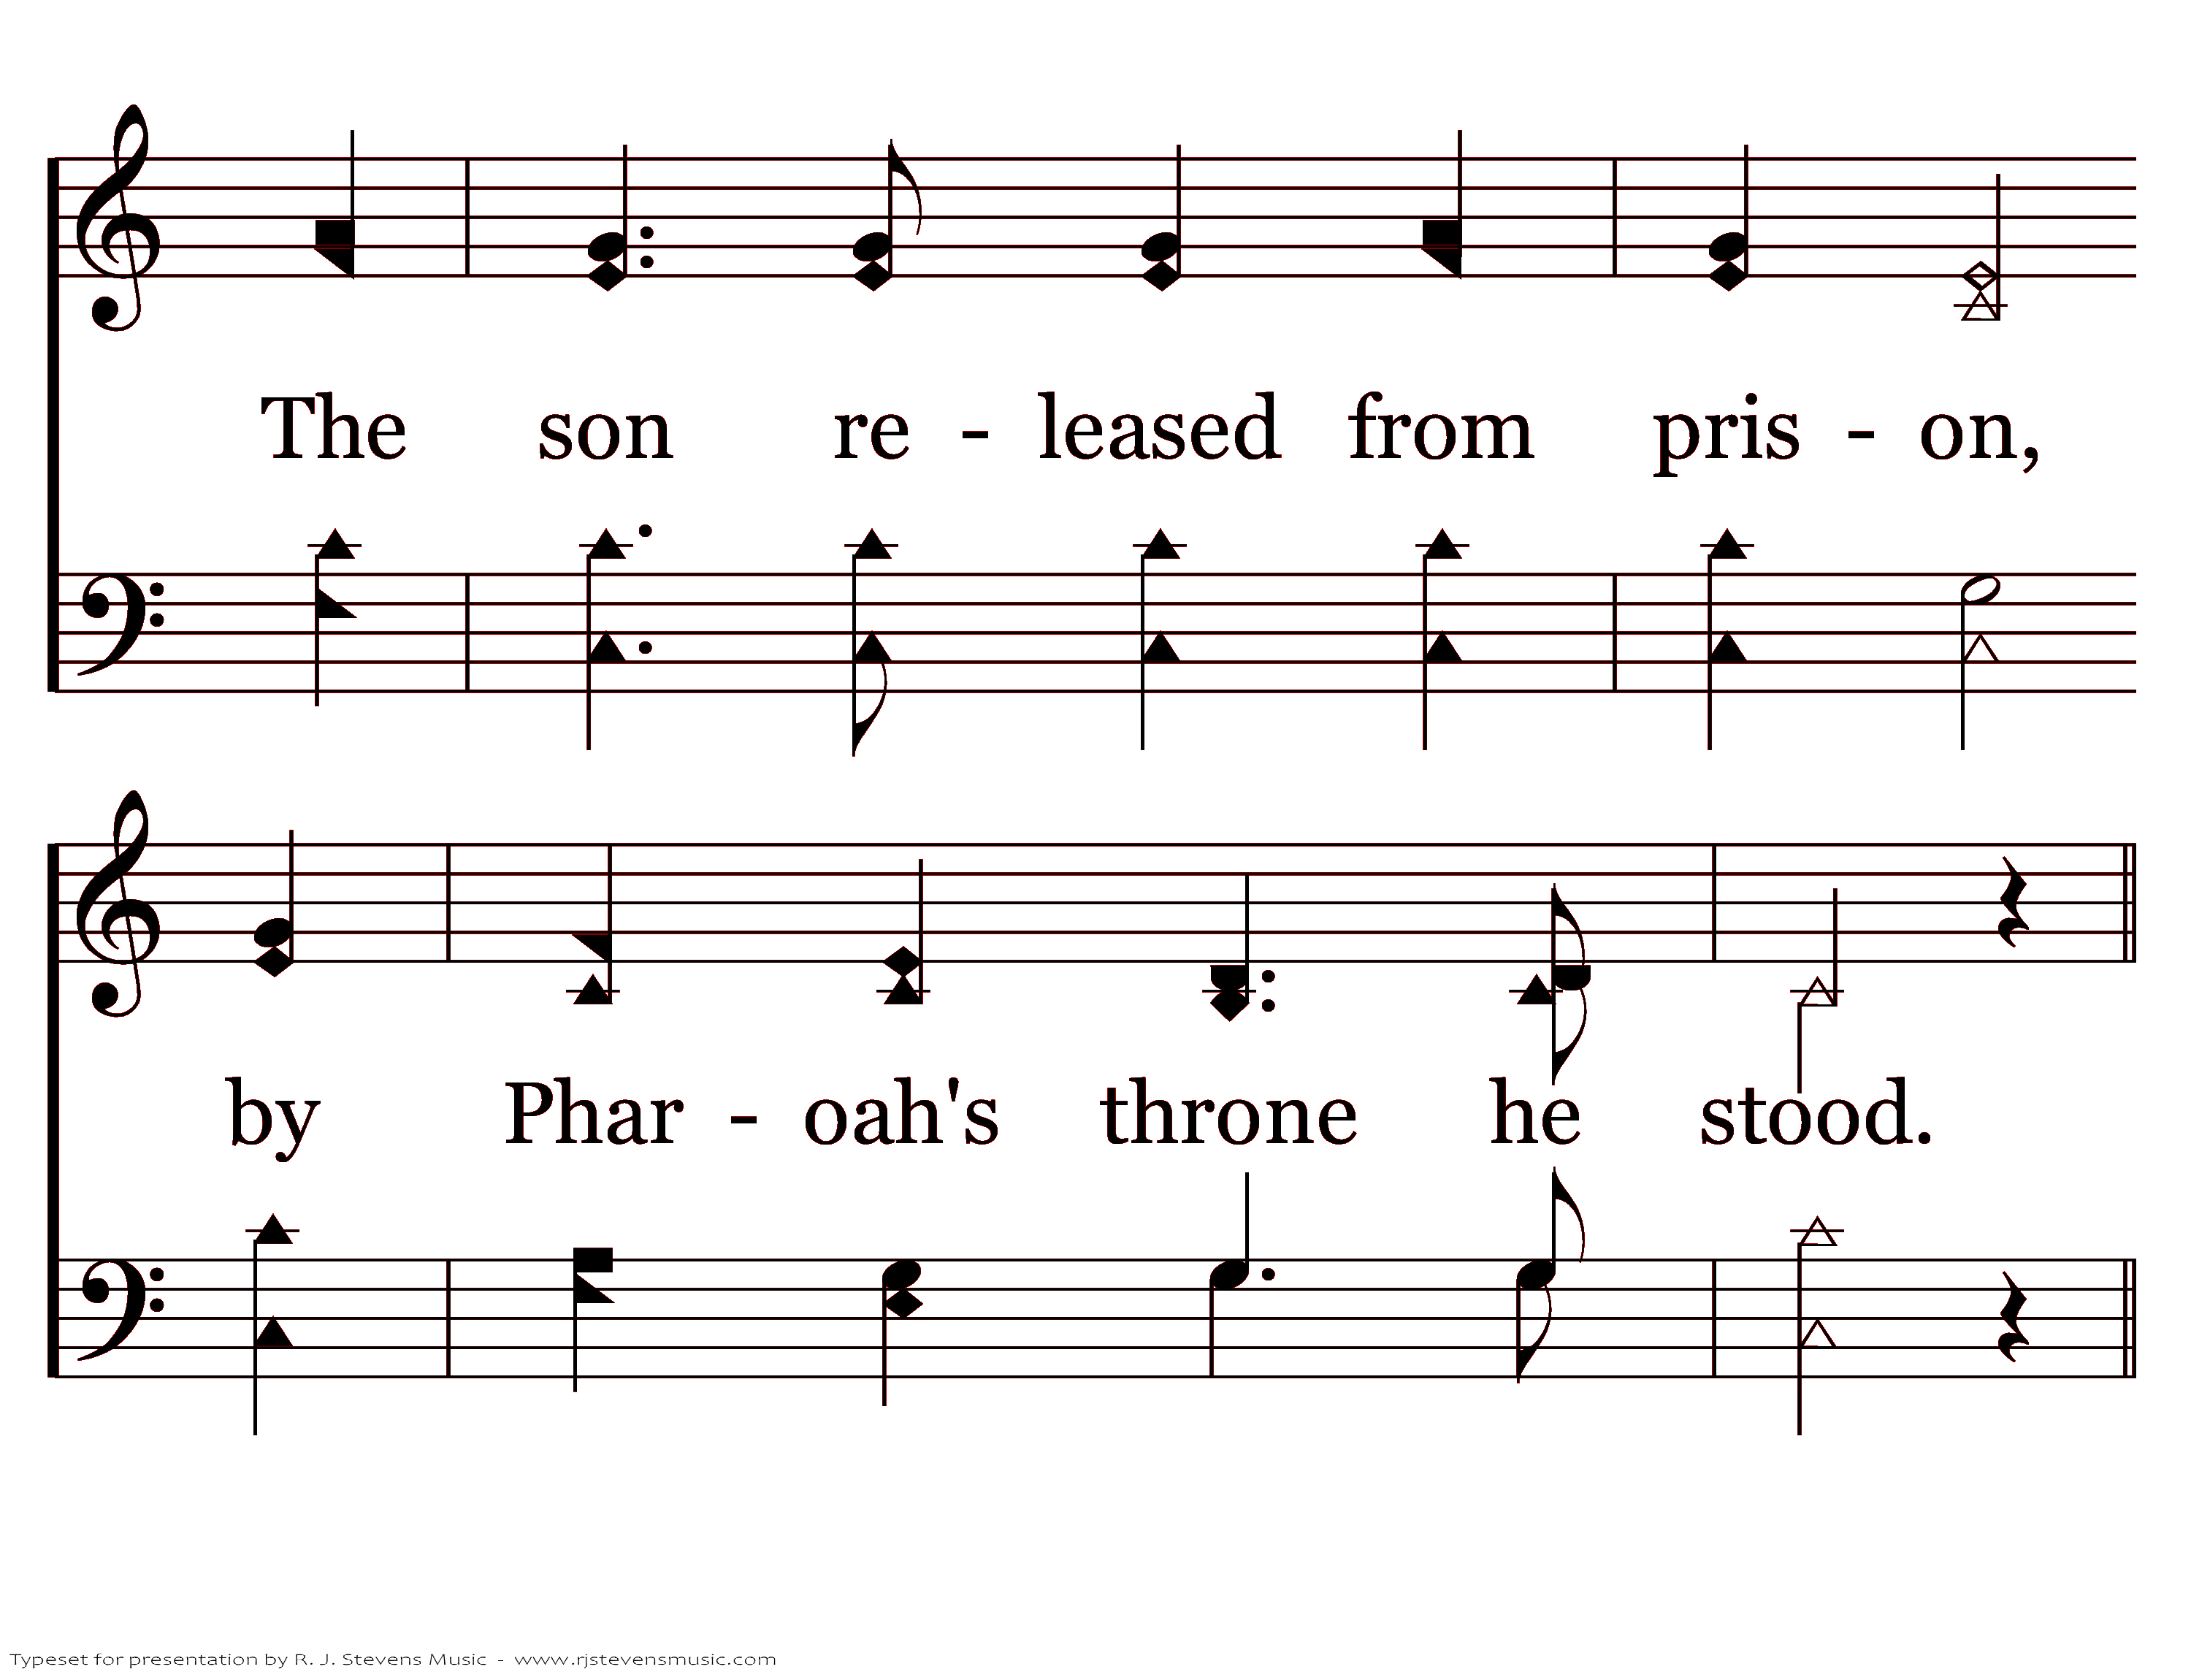 The son re - leased from pris - on,
by Phar - oah's throne he stood.
Typeset for presentation by R. J. Stevens Music - www.rjstevensmusic.com